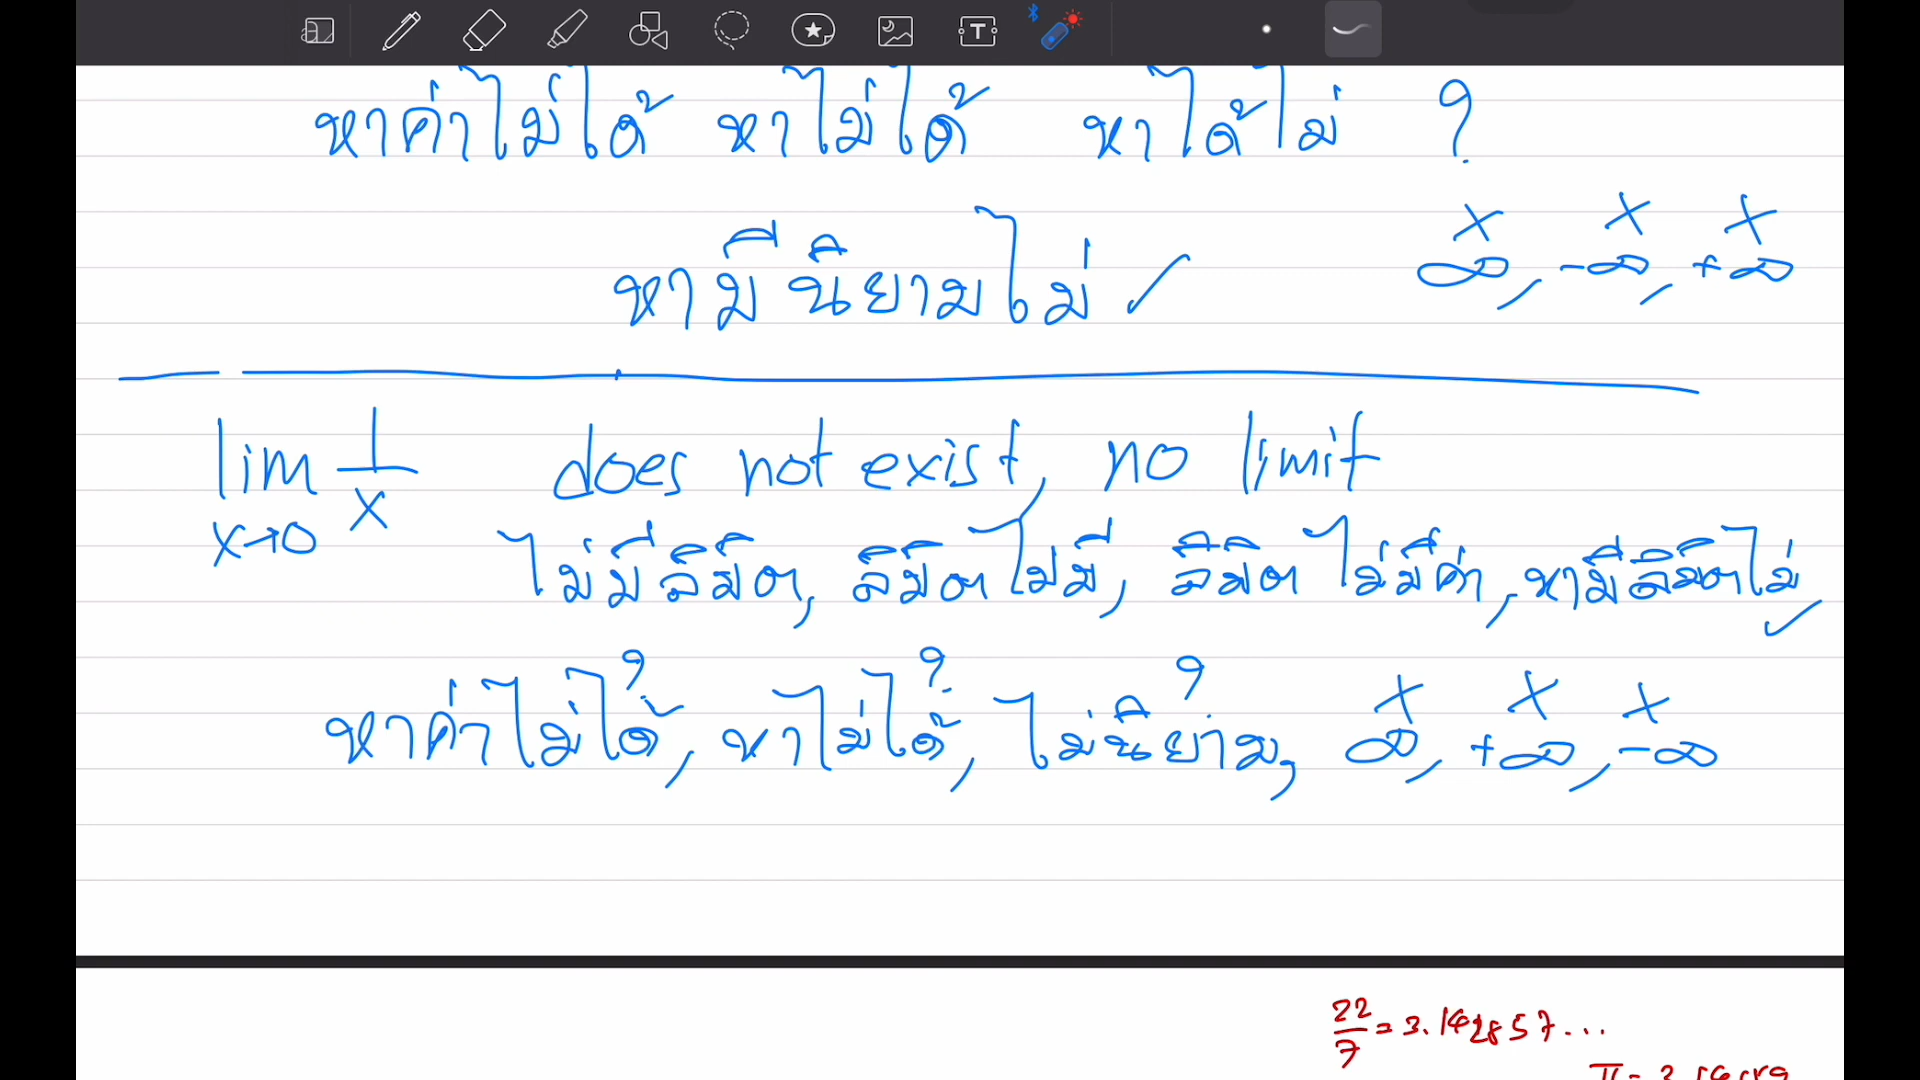 หาค่าไม่ได้ หาไม่ได้ หาได้ไม่ ?
x x x
หามีนิยามไม่ ✓ ∞, -∞, +∞
lim x→0 1/x does not exist, no limit
ไม่มีลิมิต, ลิมิตไม่มี, ลิมิตไม่มีค่า, หามีลิมิตไม่ ✓
? ? ? x x x
หาค่าไม่ได้, หาไม่ได้, ไม่นิยาม, ∞, +∞, -∞
22/7 = 3.142857...